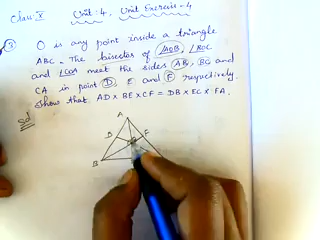 Class: X Unit: 4, Unit Exercise - 4
③ O is any point inside a triangle
ABC. The bisector of ∠AOB, ∠BOC
and ∠COA meet the sides AB, BC and
CA in point D, E and F respectively.
show that AD × BE × CF = DB × EC × FA.
Sol
A
D F
B